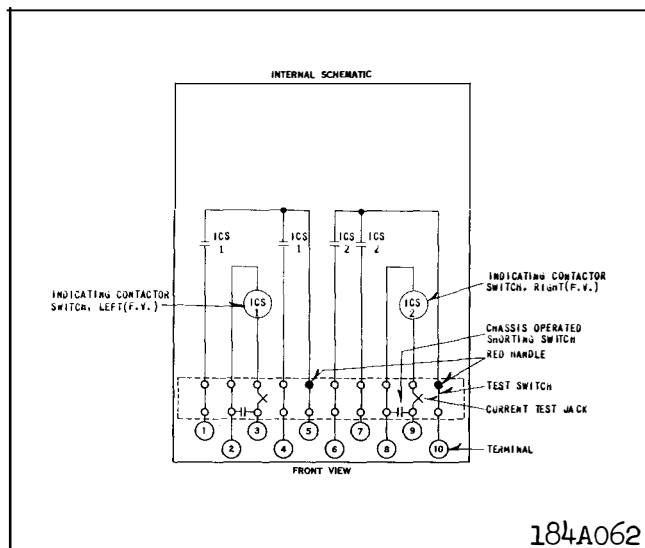 INTERNAL SCHEMATIC
ICS
1
ICS
1
ICS
2
ICS
2
INDICATING CONTACTOR
SWITCH, LEFT(F.V.)
ICS
1
ICS
2
INDICATING CONTACTOR
SWITCH, RIGHT(F.V.)
CHASSIS OPERATED
SHORTING SWITCH
RED HANDLE
TEST SWITCH
CURRENT TEST JACK
1
3
5
7
9
2
4
6
8
10
TERMINAL
FRONT VIEW
184A062